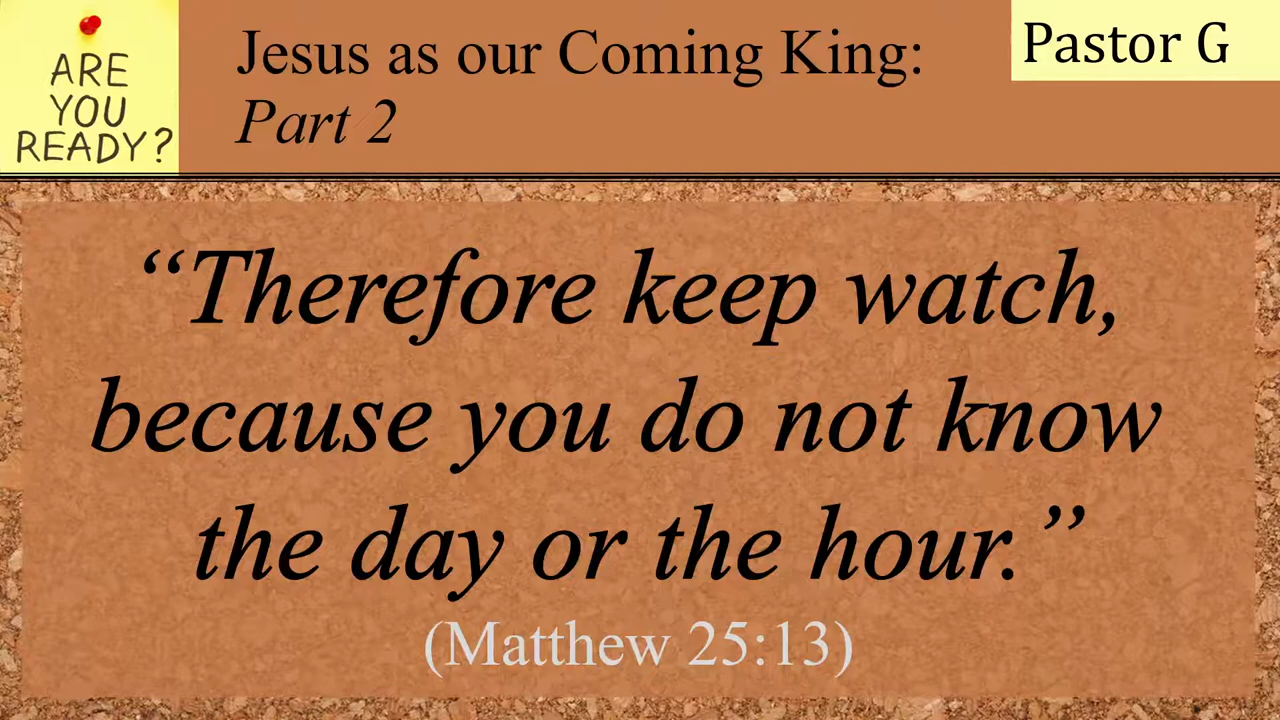 ARE
YOU
READY?
Jesus as our Coming King:
Part 2
Pastor G
“Therefore keep watch,
because you do not know
the day or the hour.”
(Matthew 25:13)